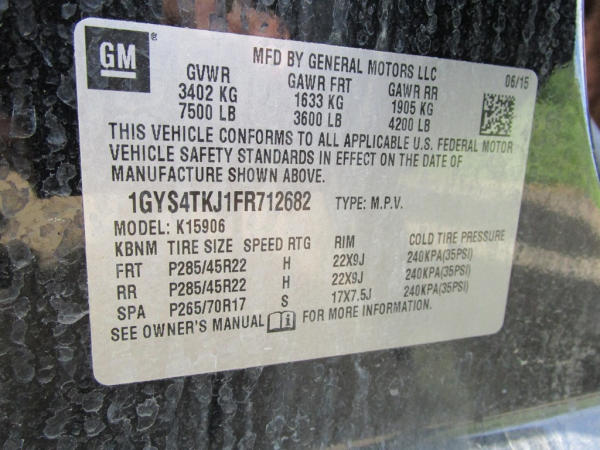 GM
®
MFD BY GENERAL MOTORS LLC
06/15
GVWR GAWR FRT GAWR RR
3402 KG 1633 KG 1905 KG
7500 LB 3600 LB 4200 LB
THIS VEHICLE CONFORMS TO ALL APPLICABLE U.S. FEDERAL MOTOR
VEHICLE SAFETY STANDARDS IN EFFECT ON THE DATE OF
MANUFACTURE SHOWN ABOVE.
1GYS4TKJ1FR712682 TYPE: M.P.V.
MODEL: K15906
KBNM TIRE SIZE SPEED RTG RIM COLD TIRE PRESSURE
FRT P285/45R22 H 22X9J 240KPA(35PSI)
RR P285/45R22 H 22X9J 240KPA(35PSI)
SPA P265/70R17 S 17X7.5J 240KPA(35PSI)
SEE OWNER'S MANUAL FOR MORE INFORMATION.